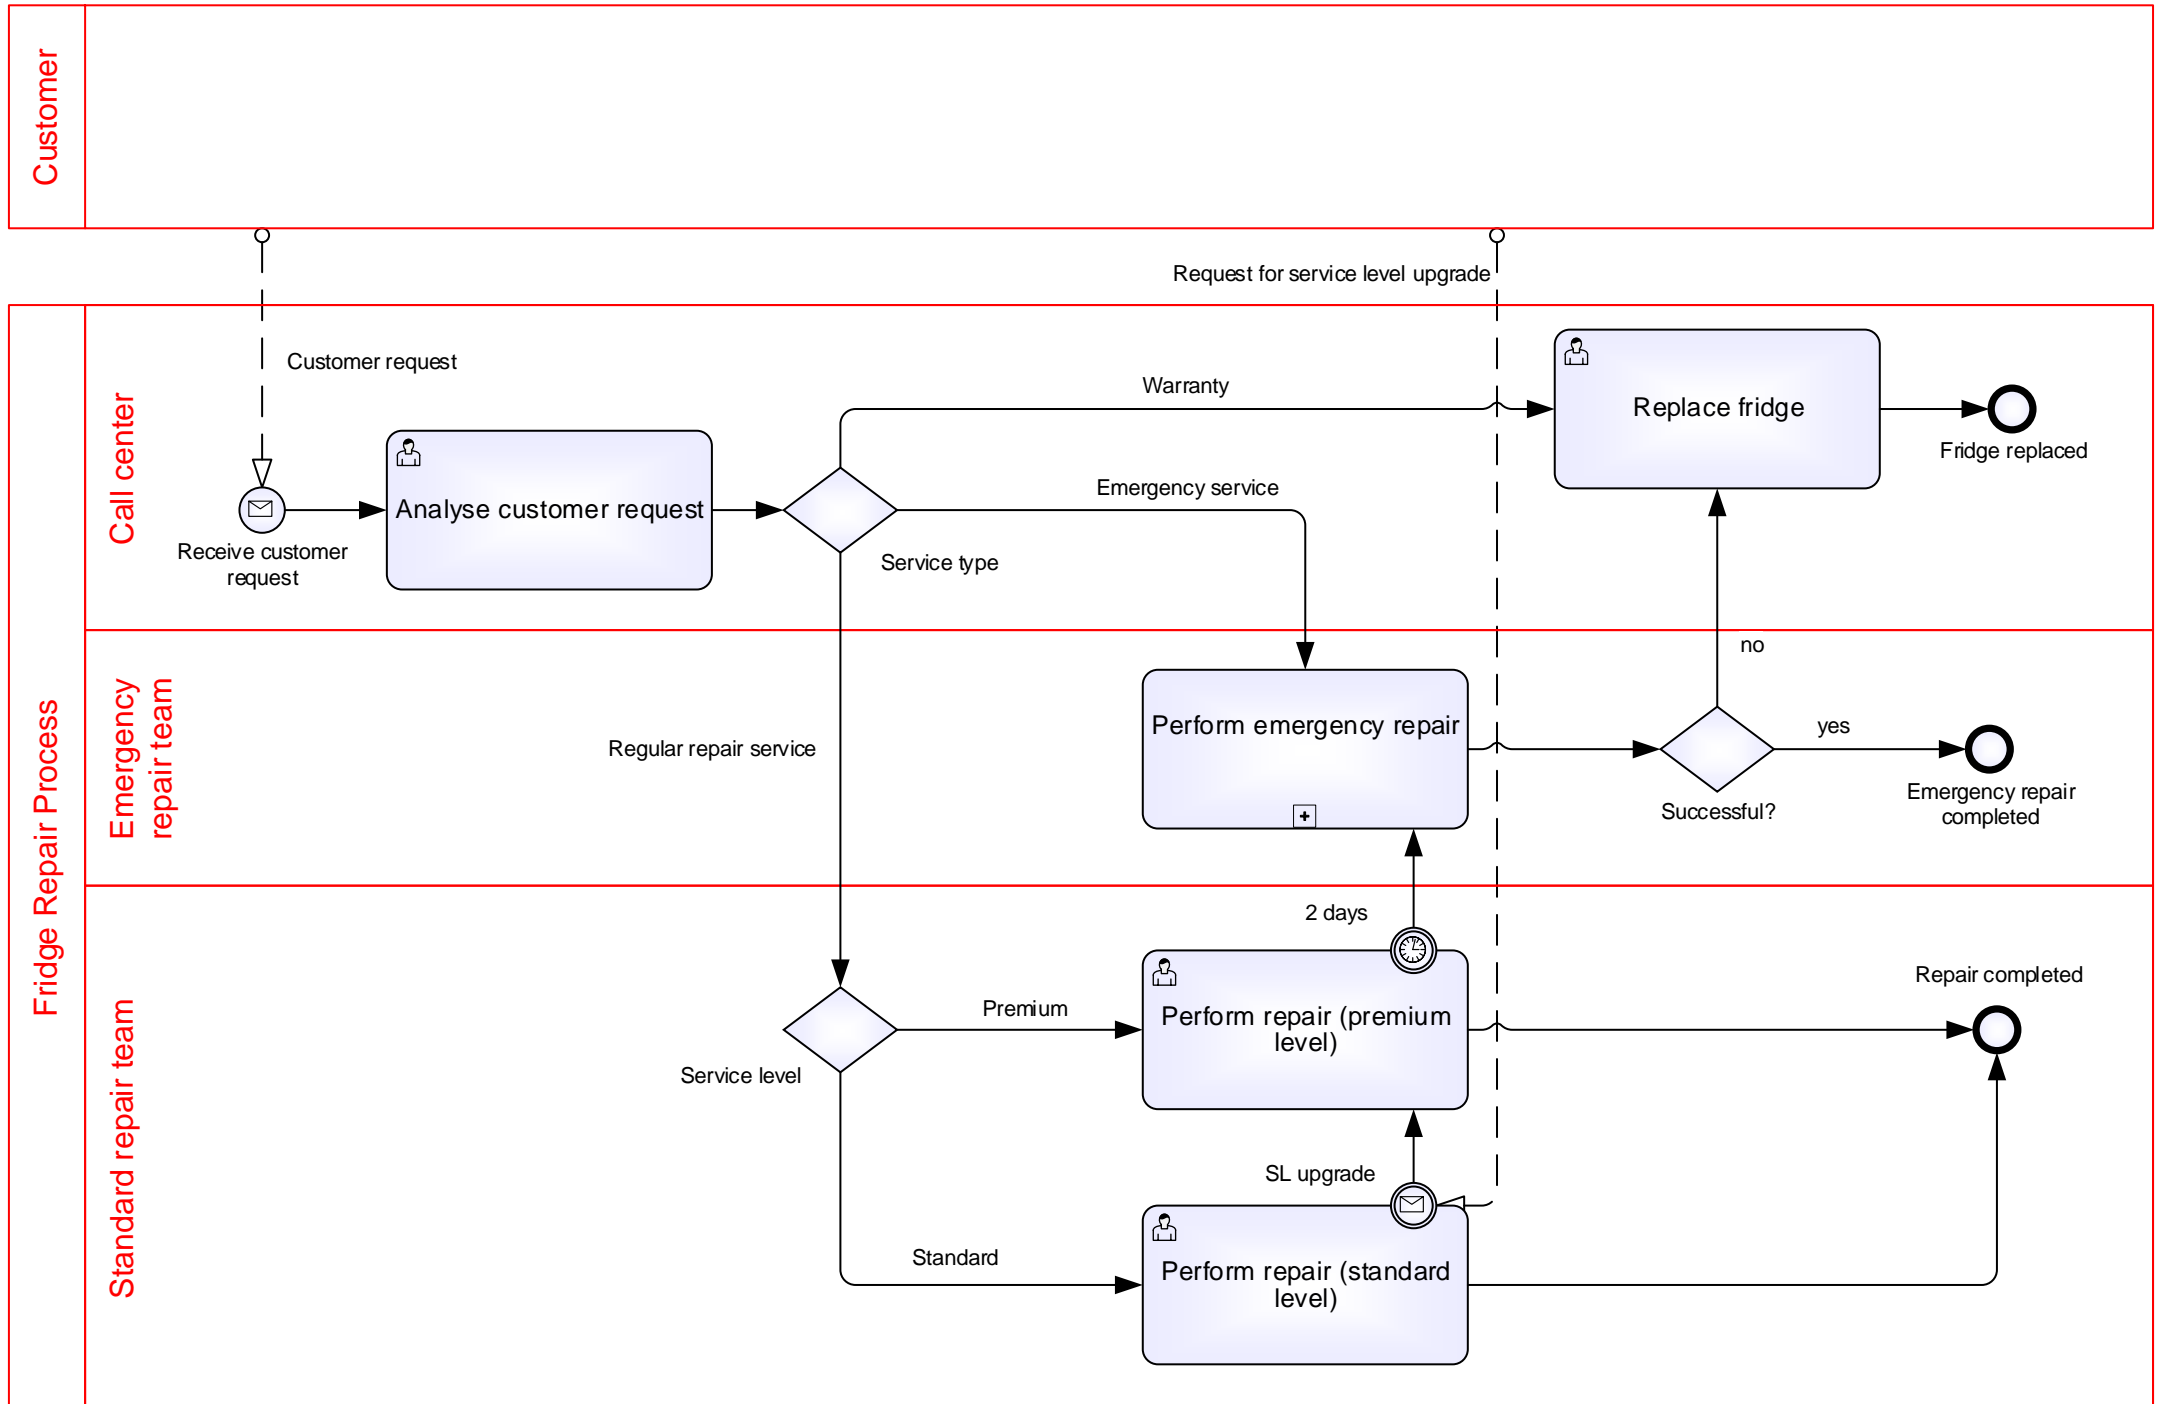 Customer
Request for service level upgrade
Customer request
Fridge Repair Process
Call center
Receive customer
request
Analyse customer request
Service type
Warranty
Emergency service
Replace fridge
Fridge replaced
Emergency
repair team
Regular repair service
Perform emergency repair
no
yes
Successful?
Emergency repair
completed
Standard repair team
2 days
Premium
Service level
Perform repair (premium
level)
Repair completed
SL upgrade
Standard
Perform repair (standard
level)